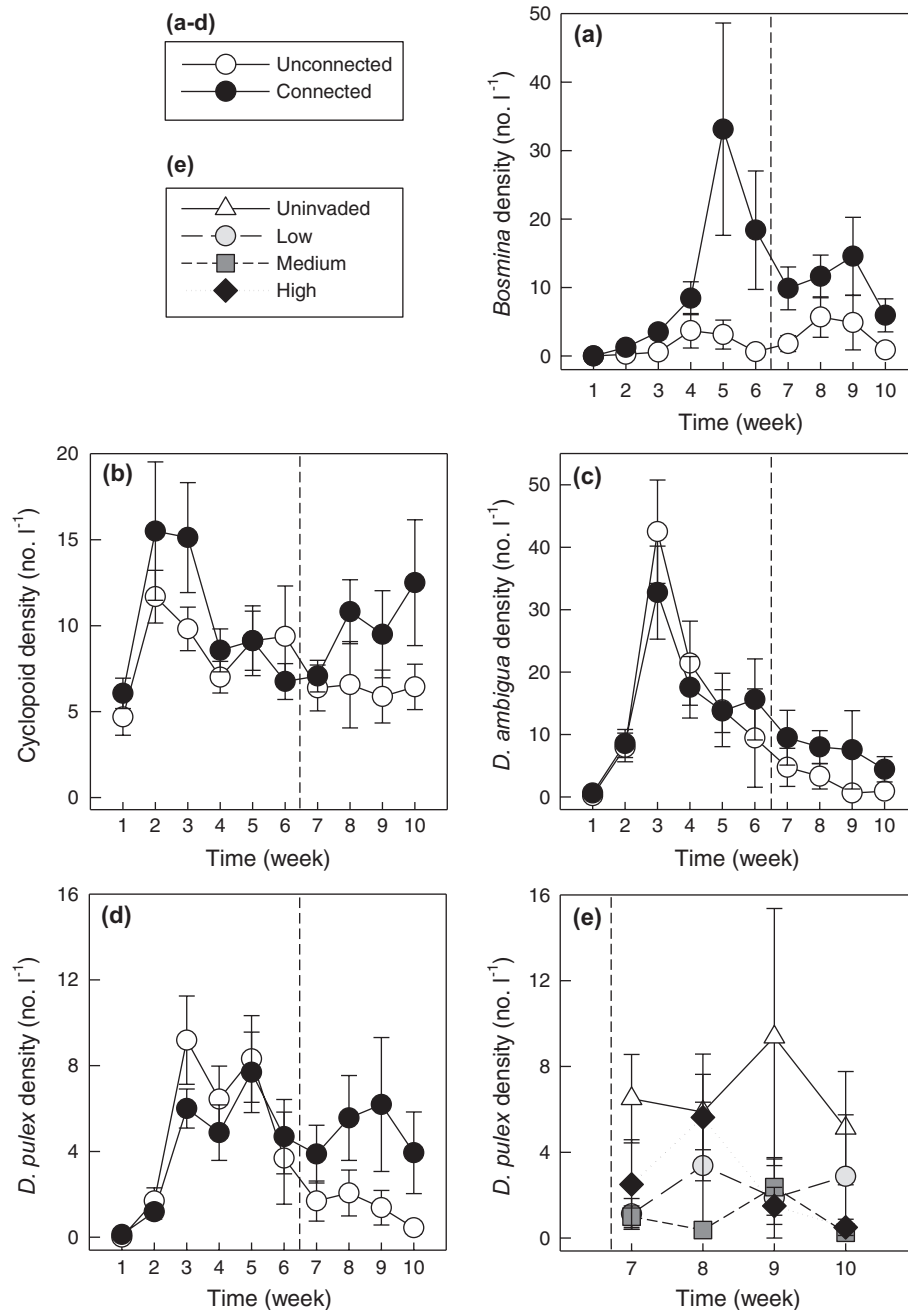 (a-d)
Unconnected
Connected
(e)
Uninvaded
Low
Medium
High
(a)
Bosmina density (no. l⁻¹)
50
40
30
20
10
0
1 2 3 4 5 6 7 8 9 10
Time (week)
(b)
Cyclopoid density (no. l⁻¹)
20
15
10
5
0
1 2 3 4 5 6 7 8 9 10
Time (week)
(c)
D. ambigua density (no. l⁻¹)
50
40
30
20
10
0
1 2 3 4 5 6 7 8 9 10
Time (week)
(d)
D. pulex density (no. l⁻¹)
16
12
8
4
0
1 2 3 4 5 6 7 8 9 10
Time (week)
(e)
D. pulex density (no. l⁻¹)
16
12
8
4
0
7 8 9 10
Time (week)